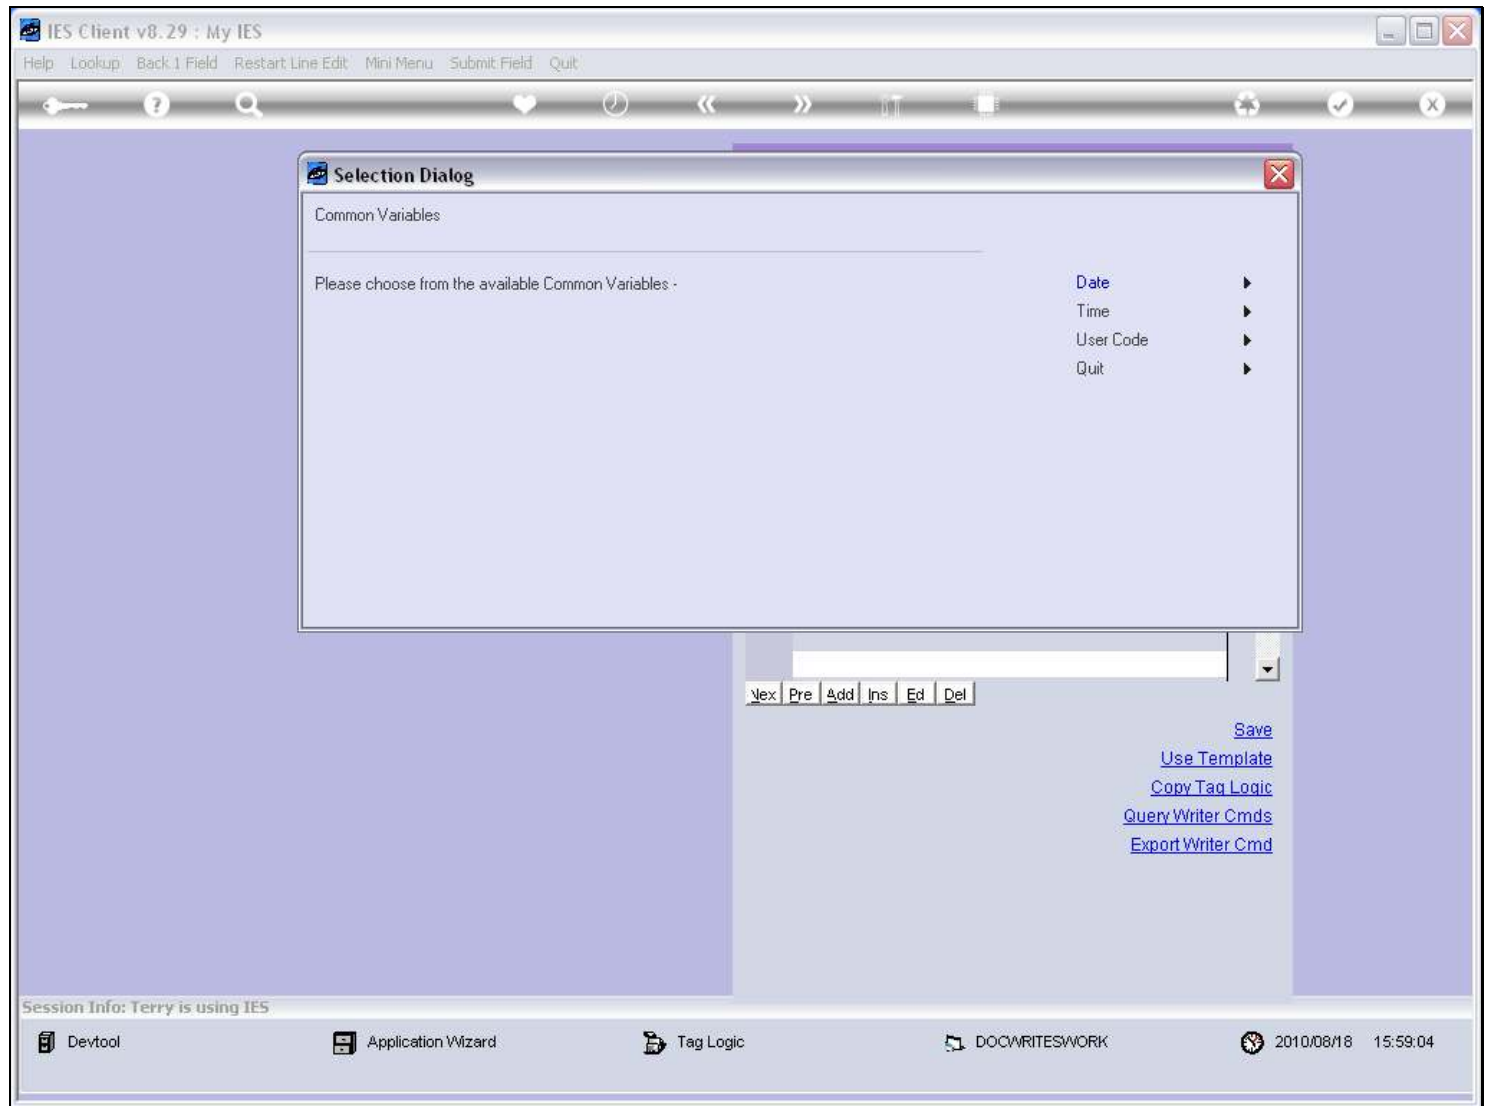 IES Client v8.29 : My IES
Help Lookup Back 1 Field Restart Line Edit Mini Menu Submit Field Quit
Selection Dialog
Common Variables
Please choose from the available Common Variables -
Date
Time
User Code
Quit
Nex Pre Add Ins Ed Del
Save
Use Template
Copy Tag Logic
Query Writer Cmds
Export Writer Cmd
Session Info: Terry is using IES
Devtool Application Wizard Tag Logic DOCWRITESWORK 2010/08/18 15:59:04